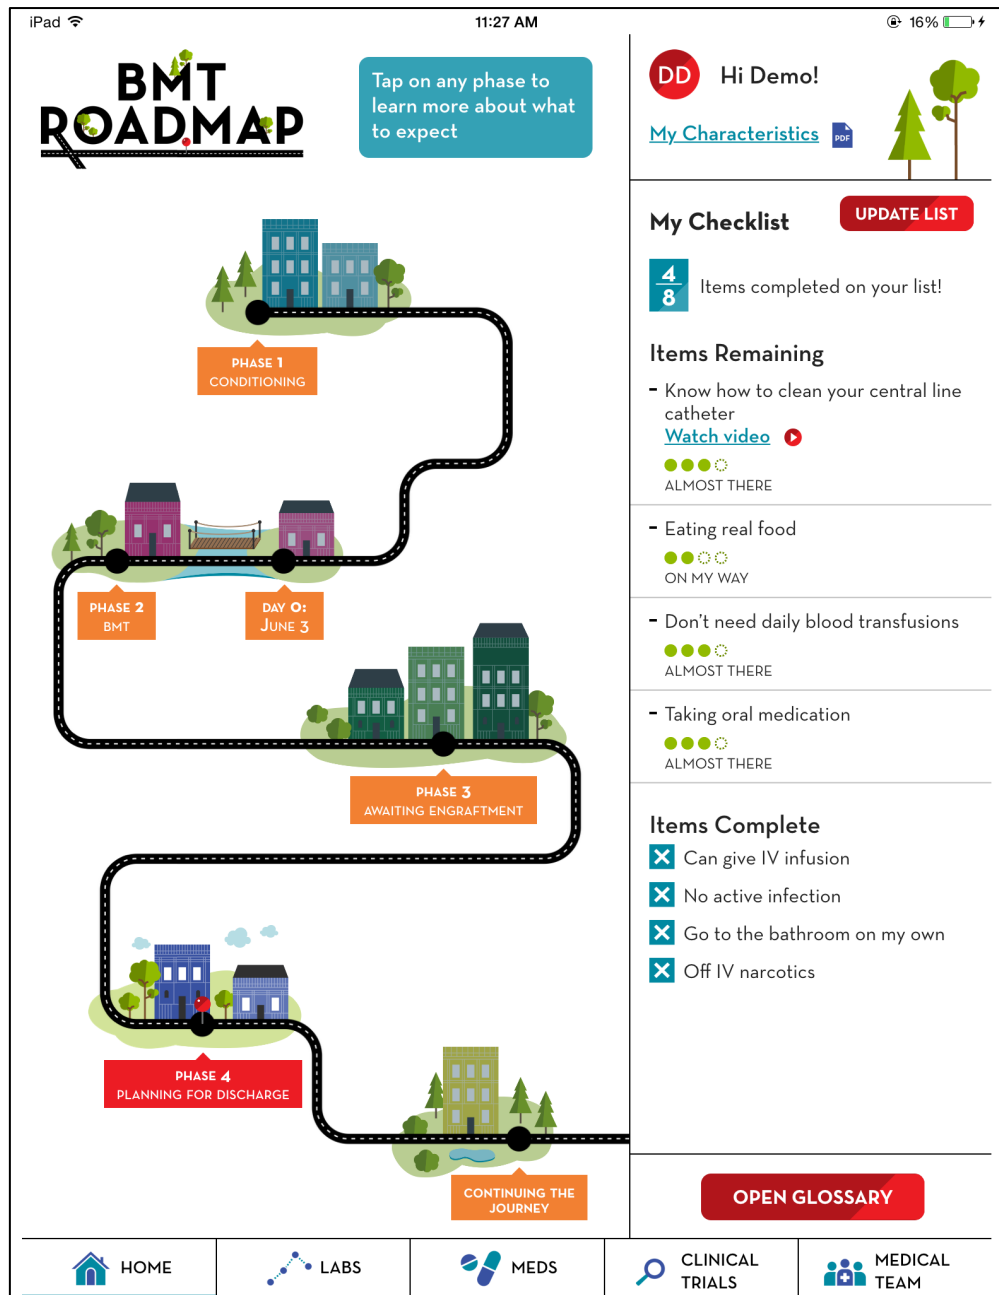 iPad
11:27 AM
16%
BMT
ROADMAP
Tap on any phase to
learn more about what
to expect
DD
Hi Demo!
My Characteristics
PDF
My Checklist
UPDATE LIST
4
8
Items completed on your list!
Items Remaining
- Know how to clean your central line
catheter
Watch video
ALMOST THERE
- Eating real food
ON MY WAY
- Don't need daily blood transfusions
ALMOST THERE
- Taking oral medication
ALMOST THERE
Items Complete
Can give IV infusion
No active infection
Go to the bathroom on my own
Off IV narcotics
PHASE 1
CONDITIONING
PHASE 2
BMT
DAY 0:
JUNE 3
PHASE 3
AWAITING ENGRAFTMENT
PHASE 4
PLANNING FOR DISCHARGE
CONTINUING THE
JOURNEY
OPEN GLOSSARY
HOME
LABS
MEDS
CLINICAL
TRIALS
MEDICAL
TEAM